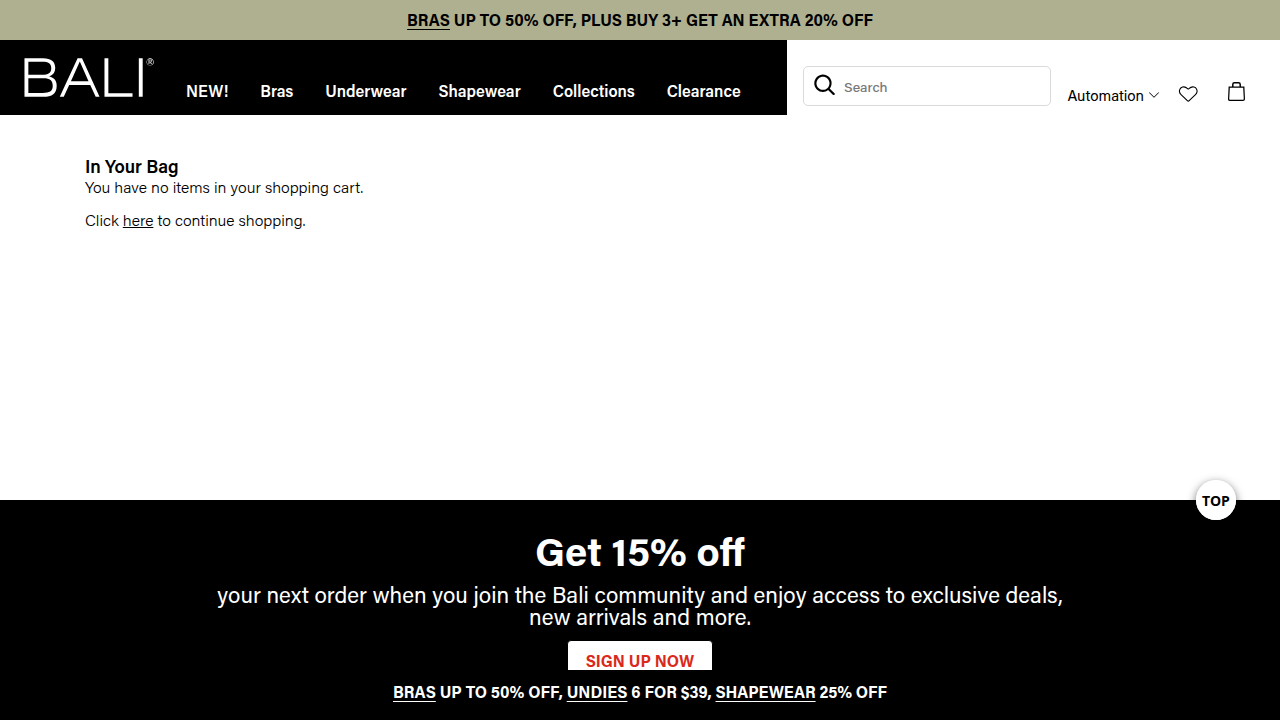 BRAS UP TO 50% OFF, PLUS BUY 3+ GET AN EXTRA 20% OFF
BALI®
NEW! Bras Underwear Shapewear Collections Clearance
Search
Automation
In Your Bag
You have no items in your shopping cart.
Click here to continue shopping.
TOP
Get 15% off
your next order when you join the Bali community and enjoy access to exclusive deals,
new arrivals and more.
SIGN UP NOW
BRAS UP TO 50% OFF, UNDIES 6 FOR $39, SHAPEWEAR 25% OFF